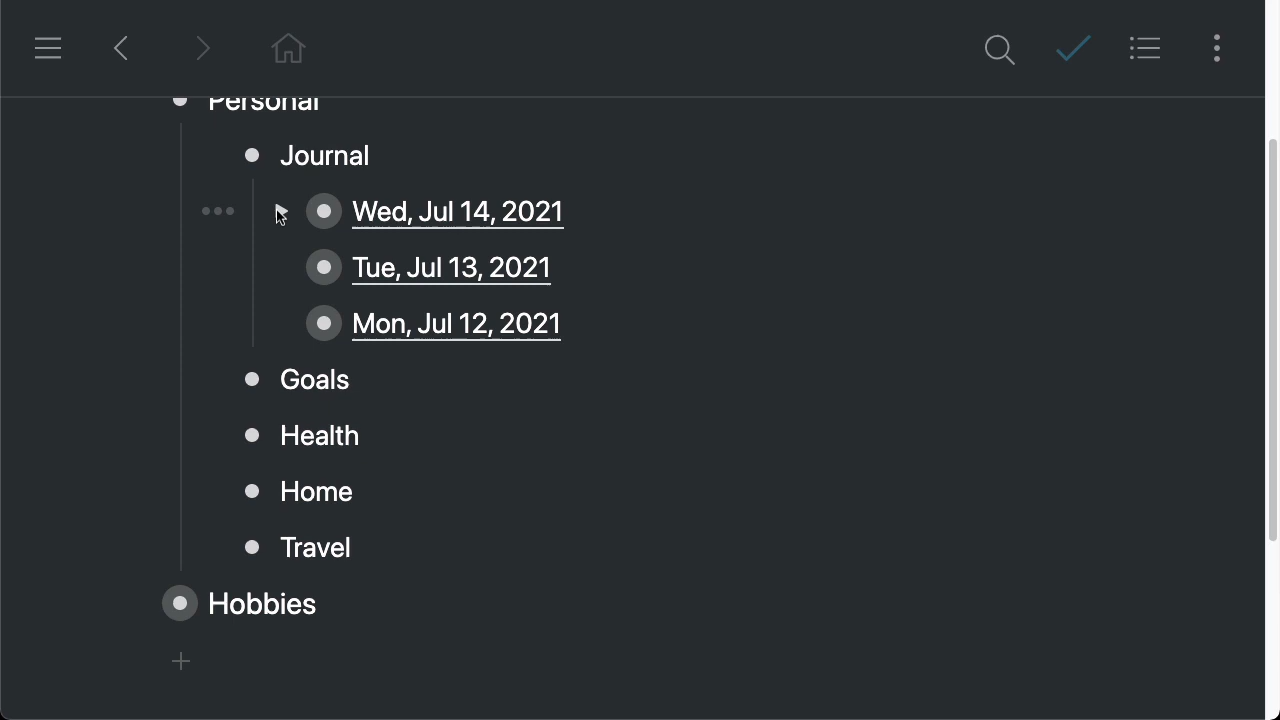 Personal
Journal
Wed, Jul 14, 2021
Tue, Jul 13, 2021
Mon, Jul 12, 2021
Goals
Health
Home
Travel
Hobbies